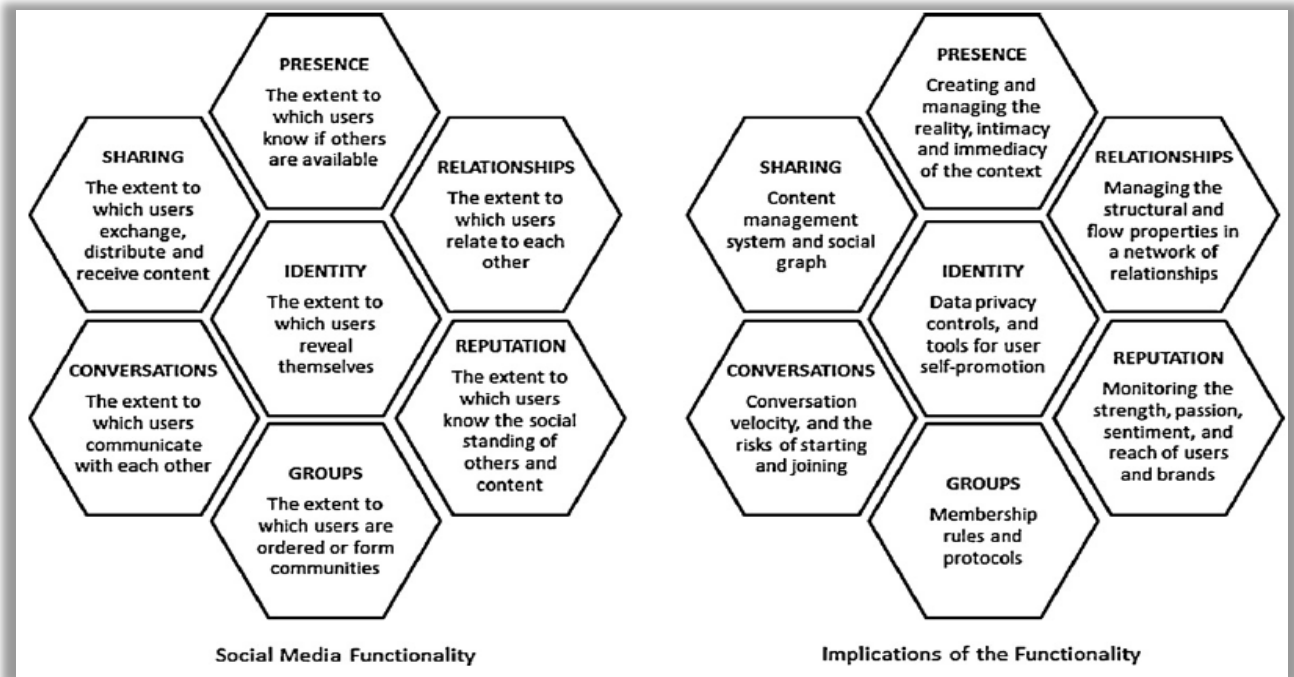 PRESENCE
The extent to
which users
know if others
are available
SHARING
The extent to
which users
exchange,
distribute and
receive content
RELATIONSHIPS
The extent to
which users
relate to each
other
IDENTITY
The extent to
which users
reveal
themselves
CONVERSATIONS
The extent to
which users
communicate
with each other
REPUTATION
The extent to
which users
know the social
standing of
others and
content
GROUPS
The extent to
which users are
ordered or form
communities
Social Media Functionality
PRESENCE
Creating and
managing the
reality, intimacy
and immediacy
of the context
SHARING
Content
management
system and social
graph
RELATIONSHIPS
Managing the
structural and
flow properties in
a network of
relationships
IDENTITY
Data privacy
controls, and
tools for user
self-promotion
CONVERSATIONS
Conversation
velocity, and the
risks of starting
and joining
REPUTATION
Monitoring the
strength, passion,
sentiment, and
reach of users
and brands
GROUPS
Membership
rules and
protocols
Implications of the Functionality